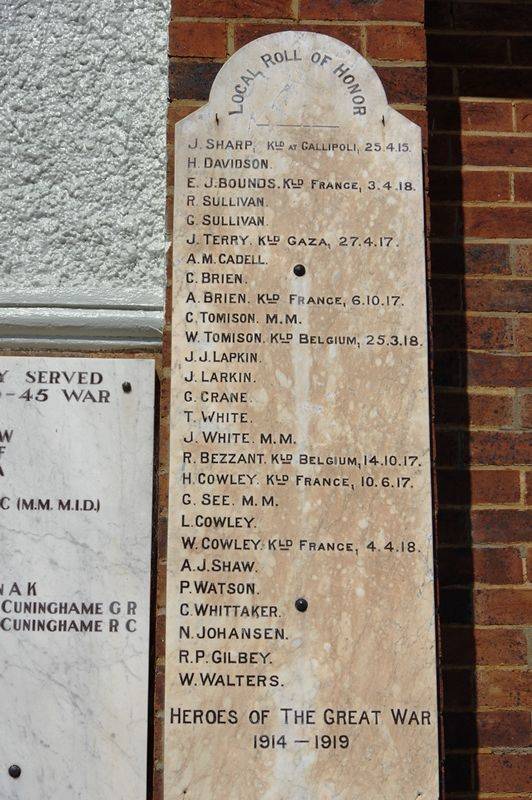 LOCAL ROLL OF HONOR
J. SHARP, KLD AT GALLIPOLI, 25.4.15.
H. DAVIDSON.
E. J. BOUNDS. KLD FRANCE, 3.4.18.
R. SULLIVAN.
G. SULLIVAN.
J. TERRY. KLD GAZA, 27.4.17.
A. M. CADELL.
C. BRIEN.
A. BRIEN. KLD FRANCE, 6.10.17.
C. TOMISON. M.M.
W. TOMISON. KLD BELGIUM, 25.3.18.
J. J. LAPKIN.
J. LARKIN.
G. CRANE.
T. WHITE.
J. WHITE. M.M.
R. BEZZANT. KLD BELGIUM, 14.10.17.
H. COWLEY. KLD FRANCE, 10.6.17.
G. SEE. M.M.
L. COWLEY.
W. COWLEY. KLD FRANCE, 4.4.18.
A. J. SHAW.
P. WATSON.
C. WHITTAKER.
N. JOHANSEN.
R. P. GILBEY.
W. WALTERS.
HEROES OF THE GREAT WAR
1914 — 1919
SERVED
-45 WAR
C (M.M. M.I.D.)
NAK
CUNINGHAME G R
CUNINGHAME R C